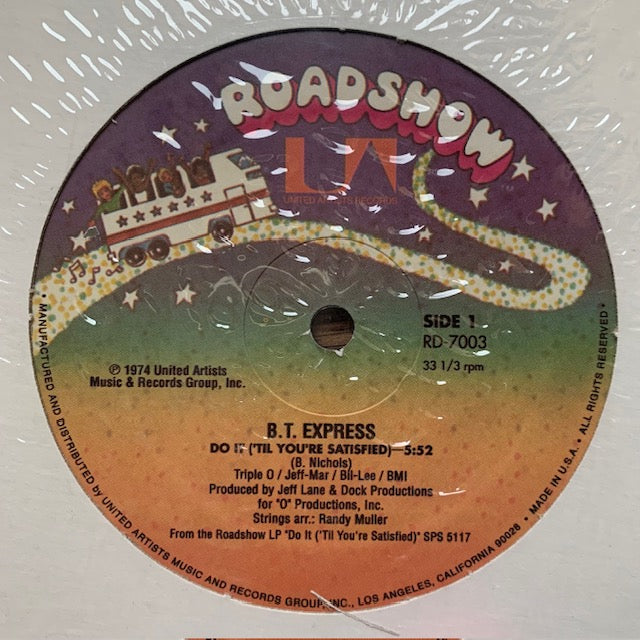 ROADSHOW
UA
UNITED ARTISTS RECORDS
SIDE 1
RD-7003
33 1/3 rpm
℗ 1974 United Artists
Music & Records Group, Inc.
B.T. EXPRESS
DO IT ('TIL YOU'RE SATISFIED)—5:52
(B. Nichols)
Triple O / Jeff-Mar / Bil-Lee / BMI
Produced by Jeff Lane & Dock Productions
for "O" Productions, Inc.
Strings arr.: Randy Muller
From the Roadshow LP "Do It ('Til You're Satisfied)" SPS 5117
• MANUFACTURED AND DISTRIBUTED by UNITED ARTISTS MUSIC AND RECORDS GROUP, INC., LOS ANGELES, CALIFORNIA 90028 • MADE IN U.S.A. • ALL RIGHTS RESERVED •